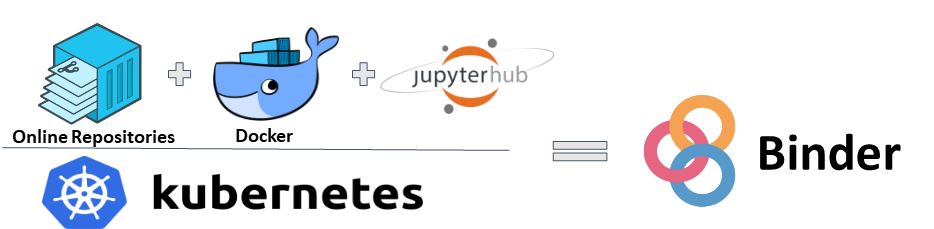 jupyterhub
Online Repositories
Docker
kubernetes
Binder